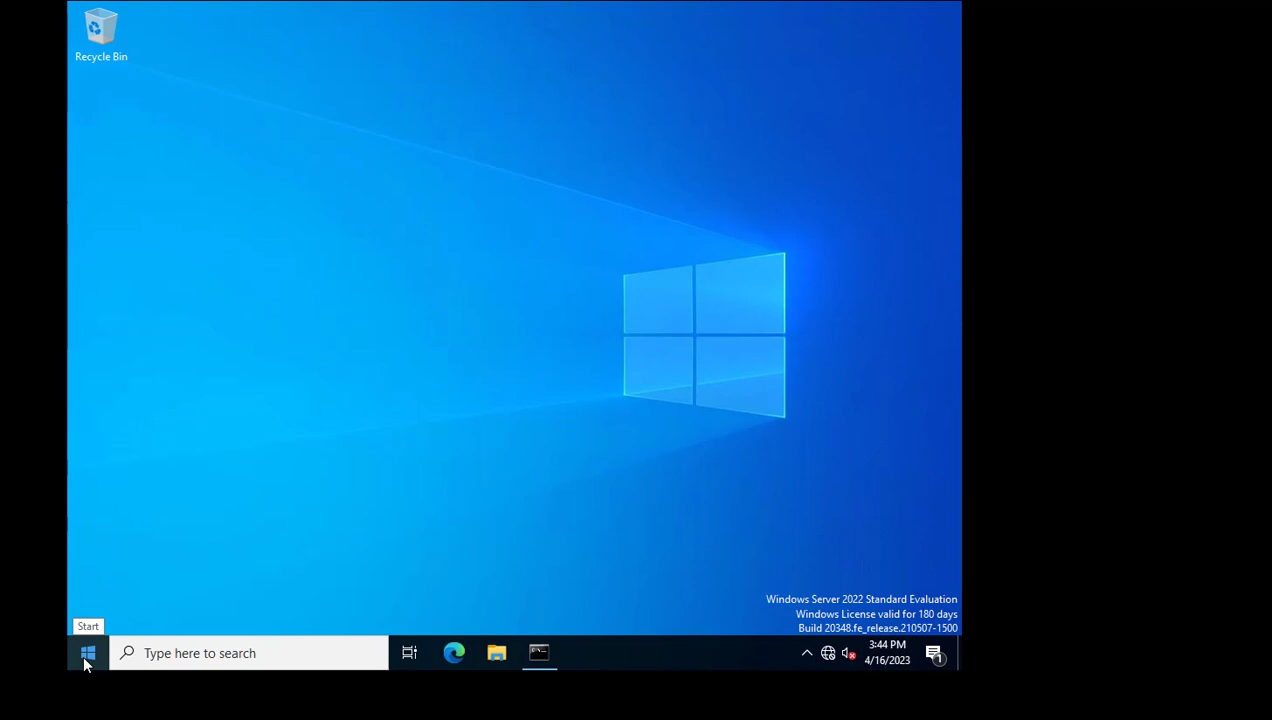 Recycle Bin
Windows Server 2022 Standard Evaluation
Windows License valid for 180 days
Build 20348.fe_release.210507-1500
Start
Type here to search
3:44 PM
4/16/2023
1